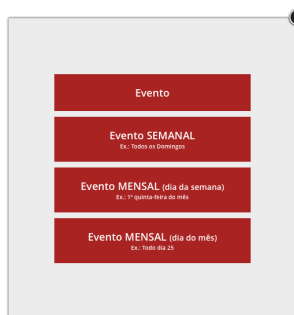 Evento
Evento SEMANAL
Ex.: Todos os Domingos
Evento MENSAL (dia da semana)
Ex.: 1ª quinta-feira do mês
Evento MENSAL (dia do mês)
Ex.: Todo dia 25